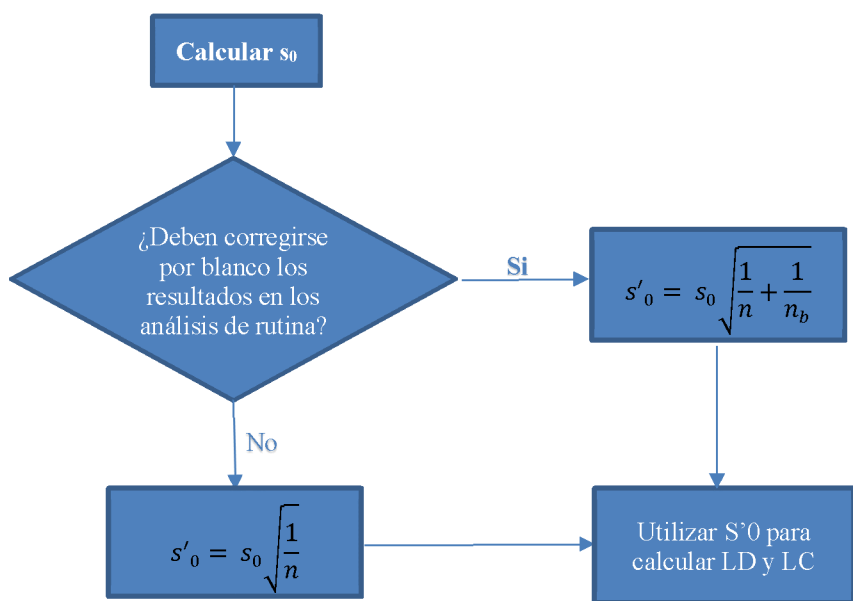 Calcular s₀
¿Deben corregirse
por blanco los
resultados en los
análisis de rutina?
Si
s′₀ = s₀√(1/n + 1/n_b)
No
s′₀ = s₀√(1/n)
Utilizar S’0 para
calcular LD y LC